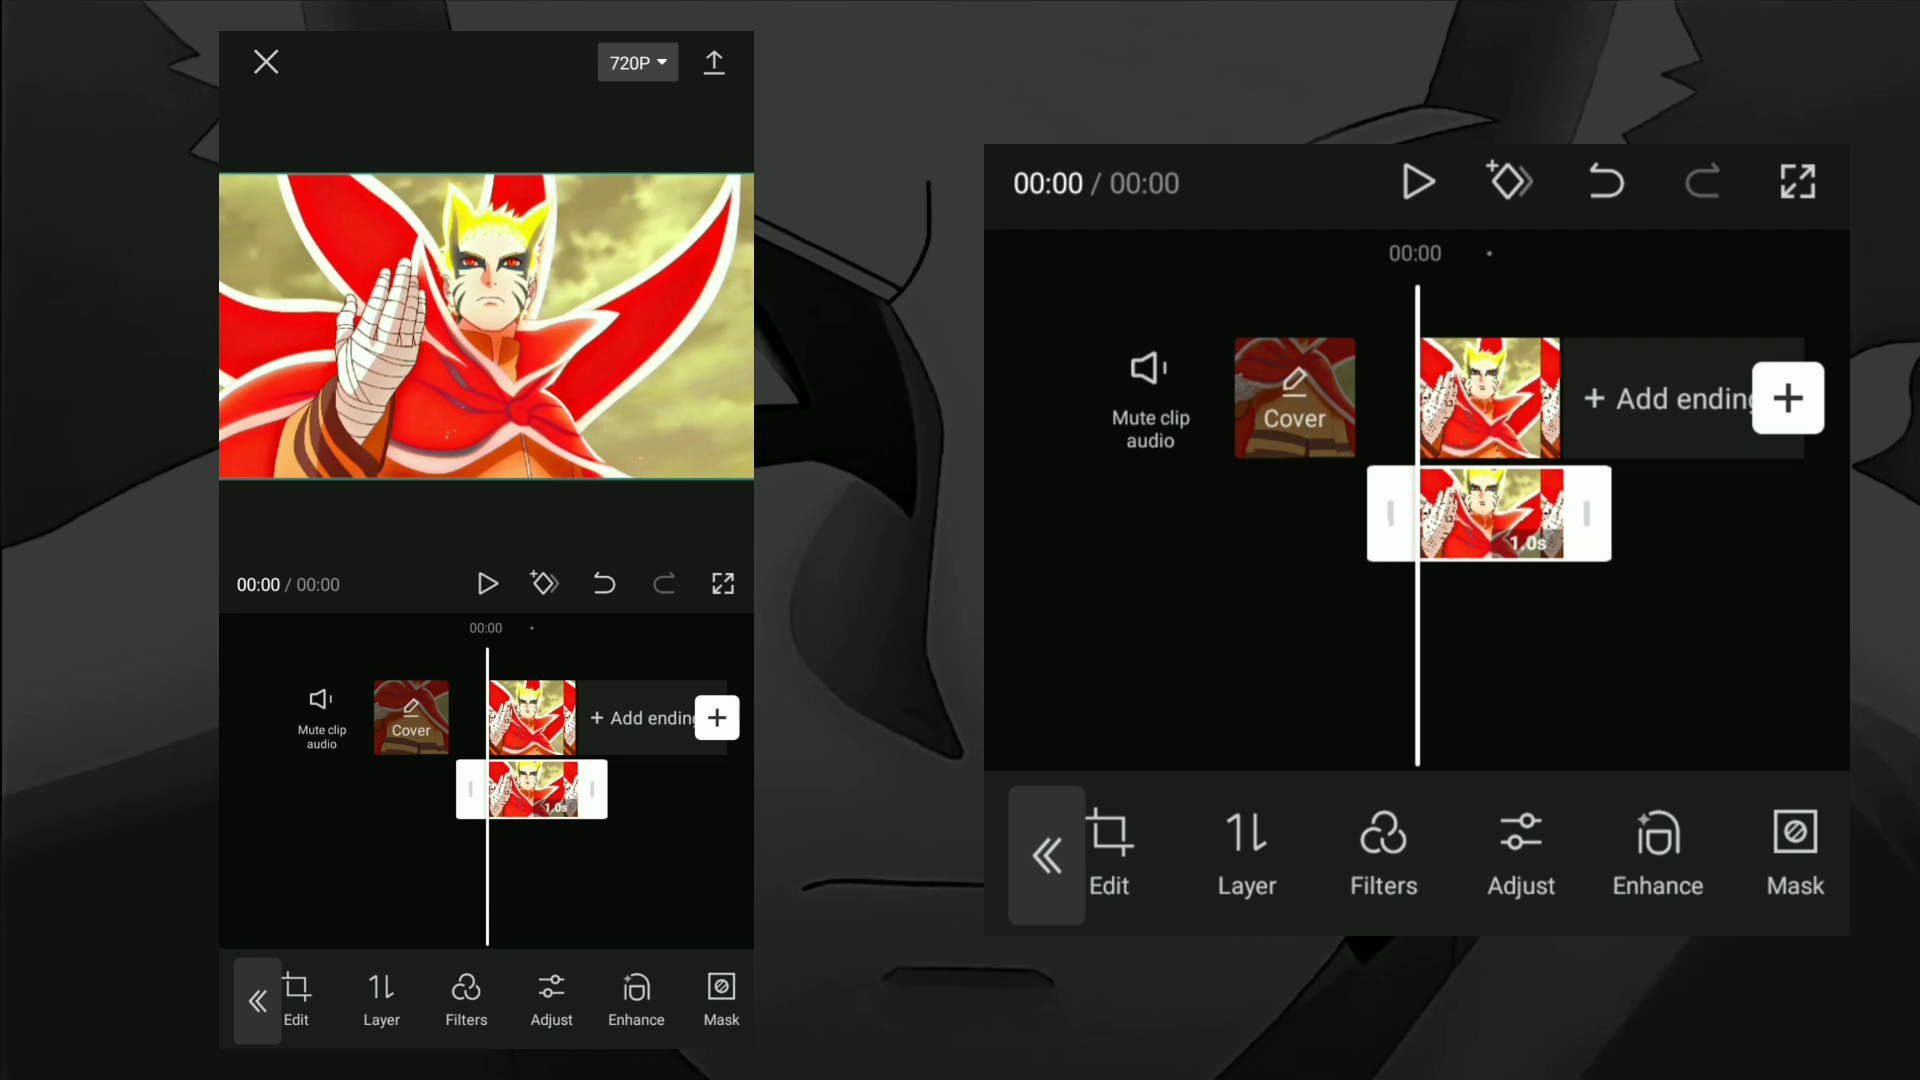 720P
00:00 / 00:00
00:00
Mute clip
audio
Cover
+ Add ending
1.0s
Edit
Layer
Filters
Adjust
Enhance
Mask
00:00 / 00:00
00:00
Mute clip
audio
Cover
+ Add ending
1.0s
Edit
Layer
Filters
Adjust
Enhance
Mask